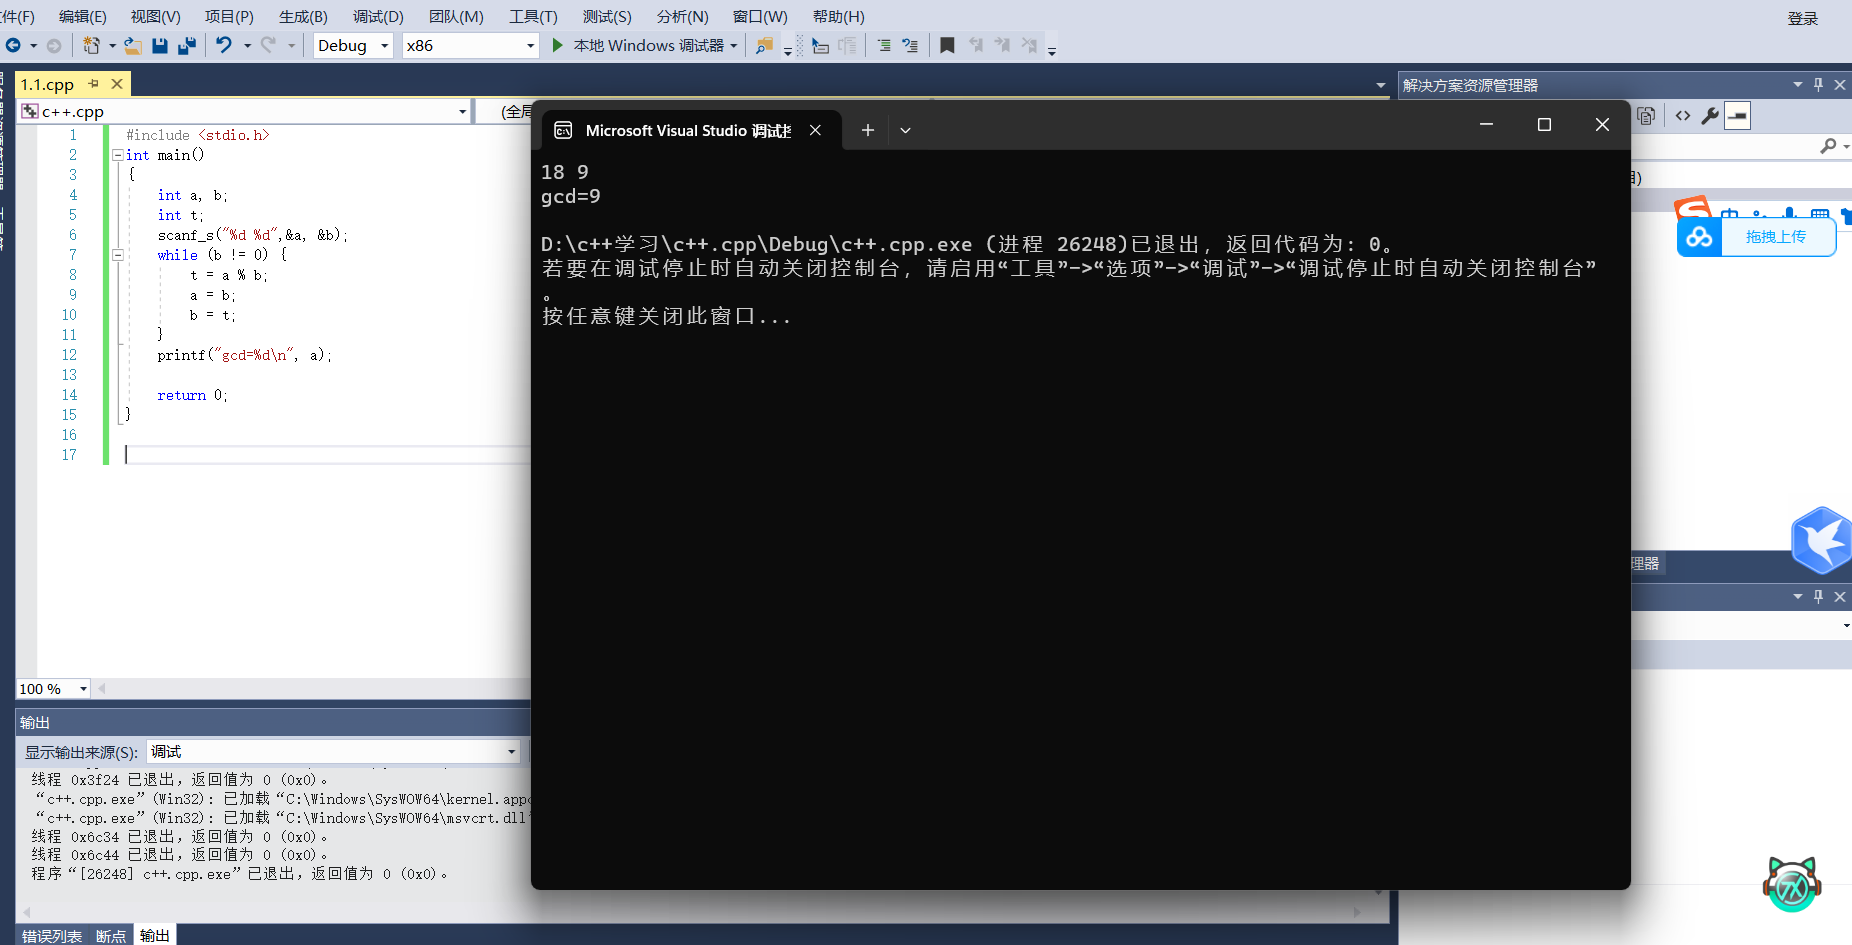 件(F) 编辑(E) 视图(V) 项目(P) 生成(B) 调试(D) 团队(M) 工具(T) 测试(S) 分析(N) 窗口(W) 帮助(H)
登录
Debug x86 本地 Windows 调试器
1.1.cpp
解决方案资源管理器
c++.cpp (全局
1 #include <stdio.h>
2 int main()
3 {
4 int a, b;
5 int t;
6 scanf_s("%d %d",&a, &b);
7 while (b != 0) {
8 t = a % b;
9 a = b;
10 b = t;
11 }
12 printf("gcd=%d\n", a);
13
14 return 0;
15 }
16
17
Microsoft Visual Studio 调试
18 9
gcd=9
D:\c++学习\c++.cpp\Debug\c++.cpp.exe (进程 26248)已退出，返回代码为: 0。
若要在调试停止时自动关闭控制台，请启用“工具”->“选项”->“调试”->“调试停止时自动关闭控制台”
。
按任意键关闭此窗口...
中
拖拽上传
理器
100 %
输出
显示输出来源(S): 调试
线程 0x3f24 已退出，返回值为 0 (0x0)。
“c++.cpp.exe”(Win32): 已加载“C:\Windows\SysWOW64\kernel.appc
“c++.cpp.exe”(Win32): 已加载“C:\Windows\SysWOW64\msvcrt.dll”
线程 0x6c34 已退出，返回值为 0 (0x0)。
线程 0x6c44 已退出，返回值为 0 (0x0)。
程序“[26248] c++.cpp.exe”已退出，返回值为 0 (0x0)。
错误列表 断点 输出